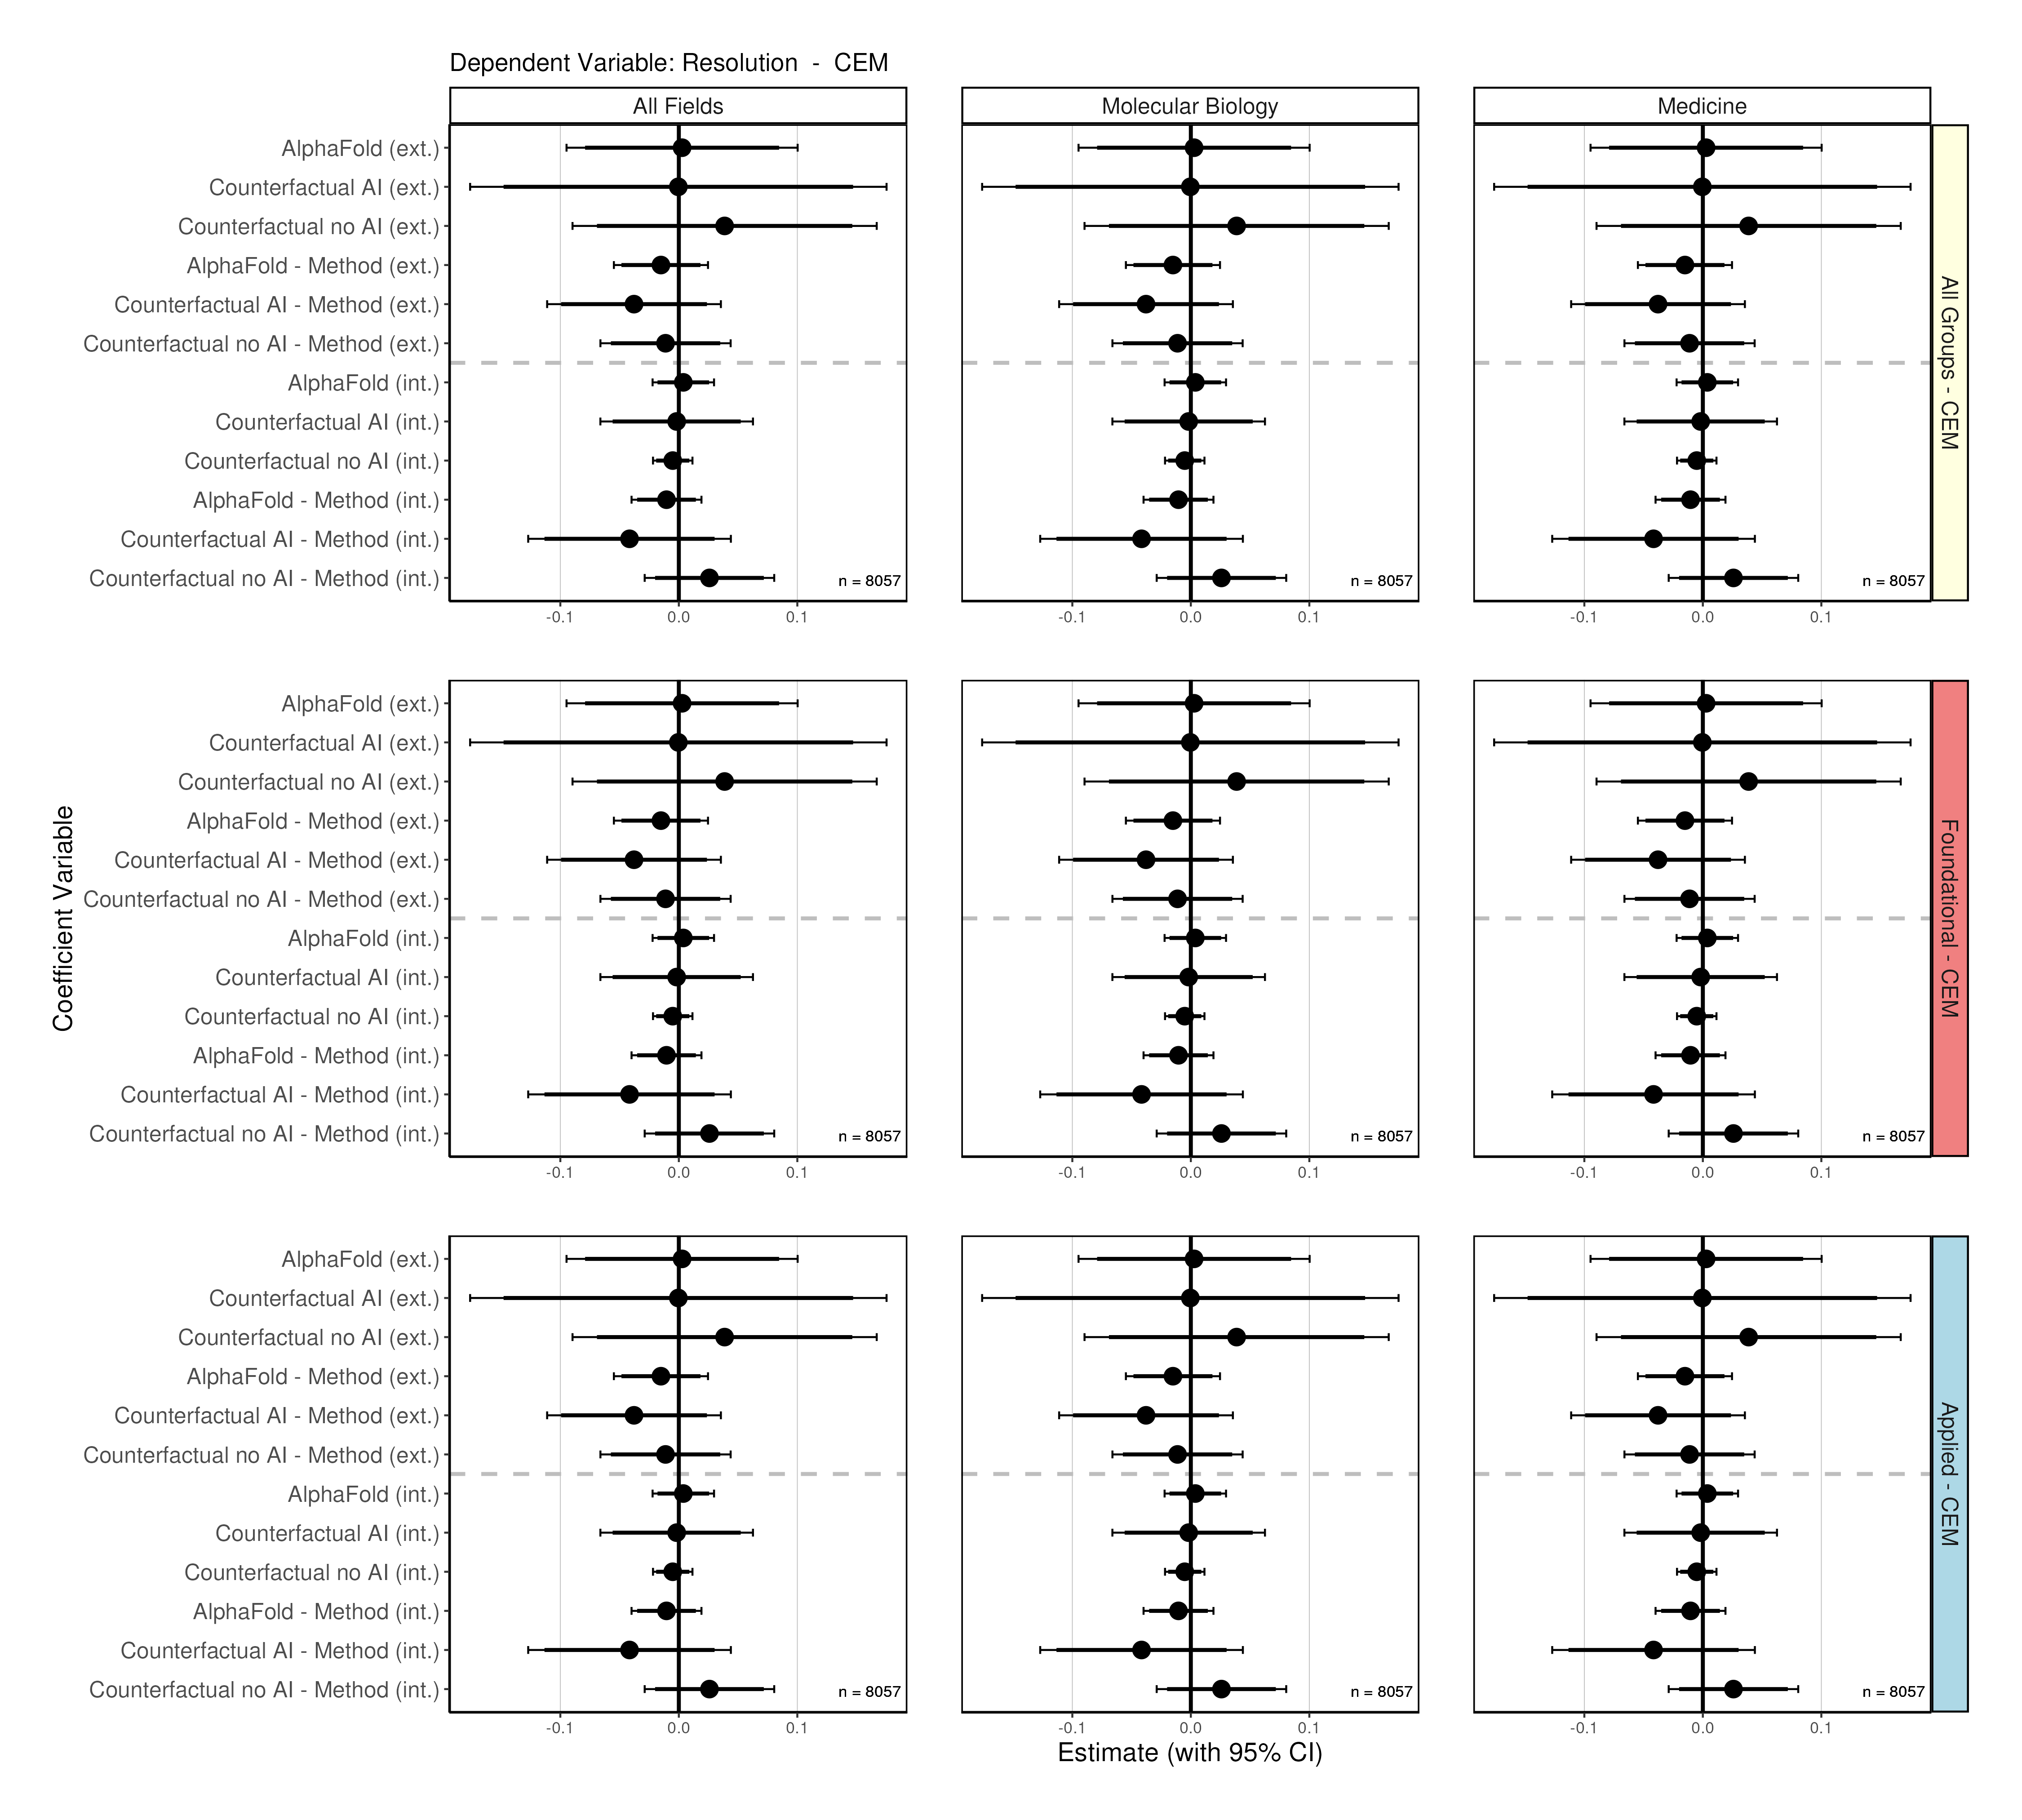 Dependent Variable: Resolution  -  CEM
All Fields
Molecular Biology
Medicine
AlphaFold (ext.)
Counterfactual AI (ext.)
Counterfactual no AI (ext.)
AlphaFold - Method (ext.)
Counterfactual AI - Method (ext.)
Counterfactual no AI - Method (ext.)
AlphaFold (int.)
Counterfactual AI (int.)
Counterfactual no AI (int.)
AlphaFold - Method (int.)
Counterfactual AI - Method (int.)
Counterfactual no AI - Method (int.)
n = 8057
n = 8057
n = 8057
All Groups - CEM
-0.1 0.0 0.1
-0.1 0.0 0.1
-0.1 0.0 0.1
Coefficient Variable
AlphaFold (ext.)
Counterfactual AI (ext.)
Counterfactual no AI (ext.)
AlphaFold - Method (ext.)
Counterfactual AI - Method (ext.)
Counterfactual no AI - Method (ext.)
AlphaFold (int.)
Counterfactual AI (int.)
Counterfactual no AI (int.)
AlphaFold - Method (int.)
Counterfactual AI - Method (int.)
Counterfactual no AI - Method (int.)
n = 8057
n = 8057
n = 8057
Foundational - CEM
-0.1 0.0 0.1
-0.1 0.0 0.1
-0.1 0.0 0.1
AlphaFold (ext.)
Counterfactual AI (ext.)
Counterfactual no AI (ext.)
AlphaFold - Method (ext.)
Counterfactual AI - Method (ext.)
Counterfactual no AI - Method (ext.)
AlphaFold (int.)
Counterfactual AI (int.)
Counterfactual no AI (int.)
AlphaFold - Method (int.)
Counterfactual AI - Method (int.)
Counterfactual no AI - Method (int.)
n = 8057
n = 8057
n = 8057
Applied - CEM
-0.1 0.0 0.1
-0.1 0.0 0.1
-0.1 0.0 0.1
Estimate (with 95% CI)